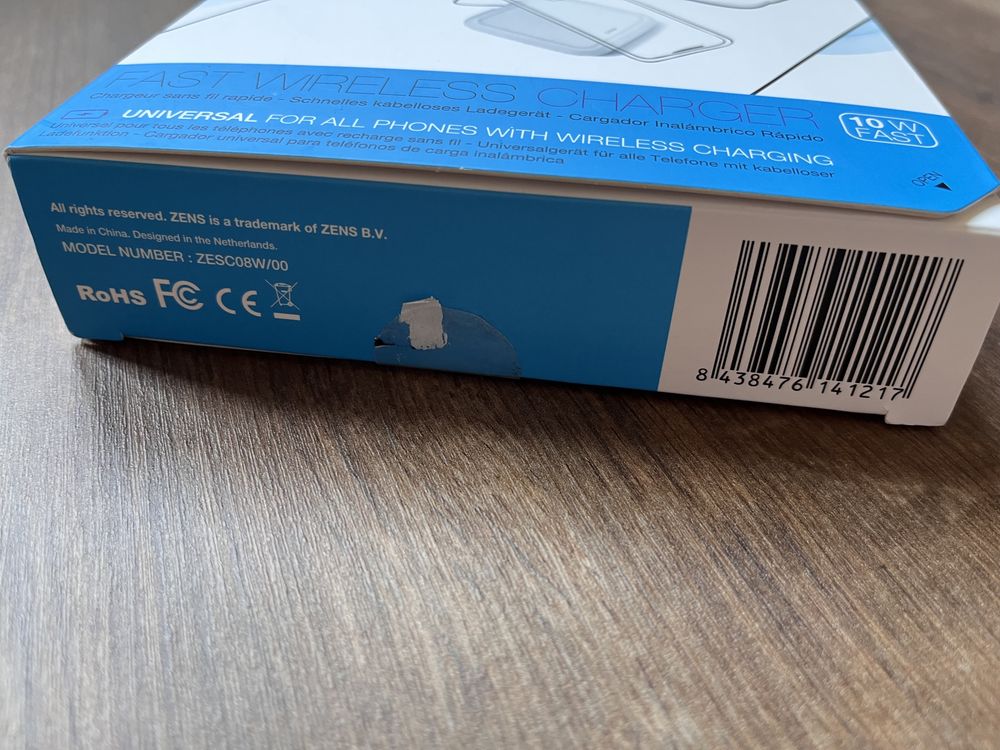 FAST WIRELESS CHARGER
Chargeur sans fil rapide - Schnelles kabelloses Ladegerät - Cargador Inalámbrico Rápido
UNIVERSAL FOR ALL PHONES WITH WIRELESS CHARGING
Universel pour tous les téléphones avec recharge sans fil - Universalgerät für alle Telefone mit kabelloser
Ladefunktion - Cargador universal para teléfonos de carga inalámbrica
10 W
FAST
OPEN
All rights reserved. ZENS is a trademark of ZENS B.V.
Made in China. Designed in the Netherlands.
MODEL NUMBER : ZESC08W/00
RoHS FC CE
8 438476 141217